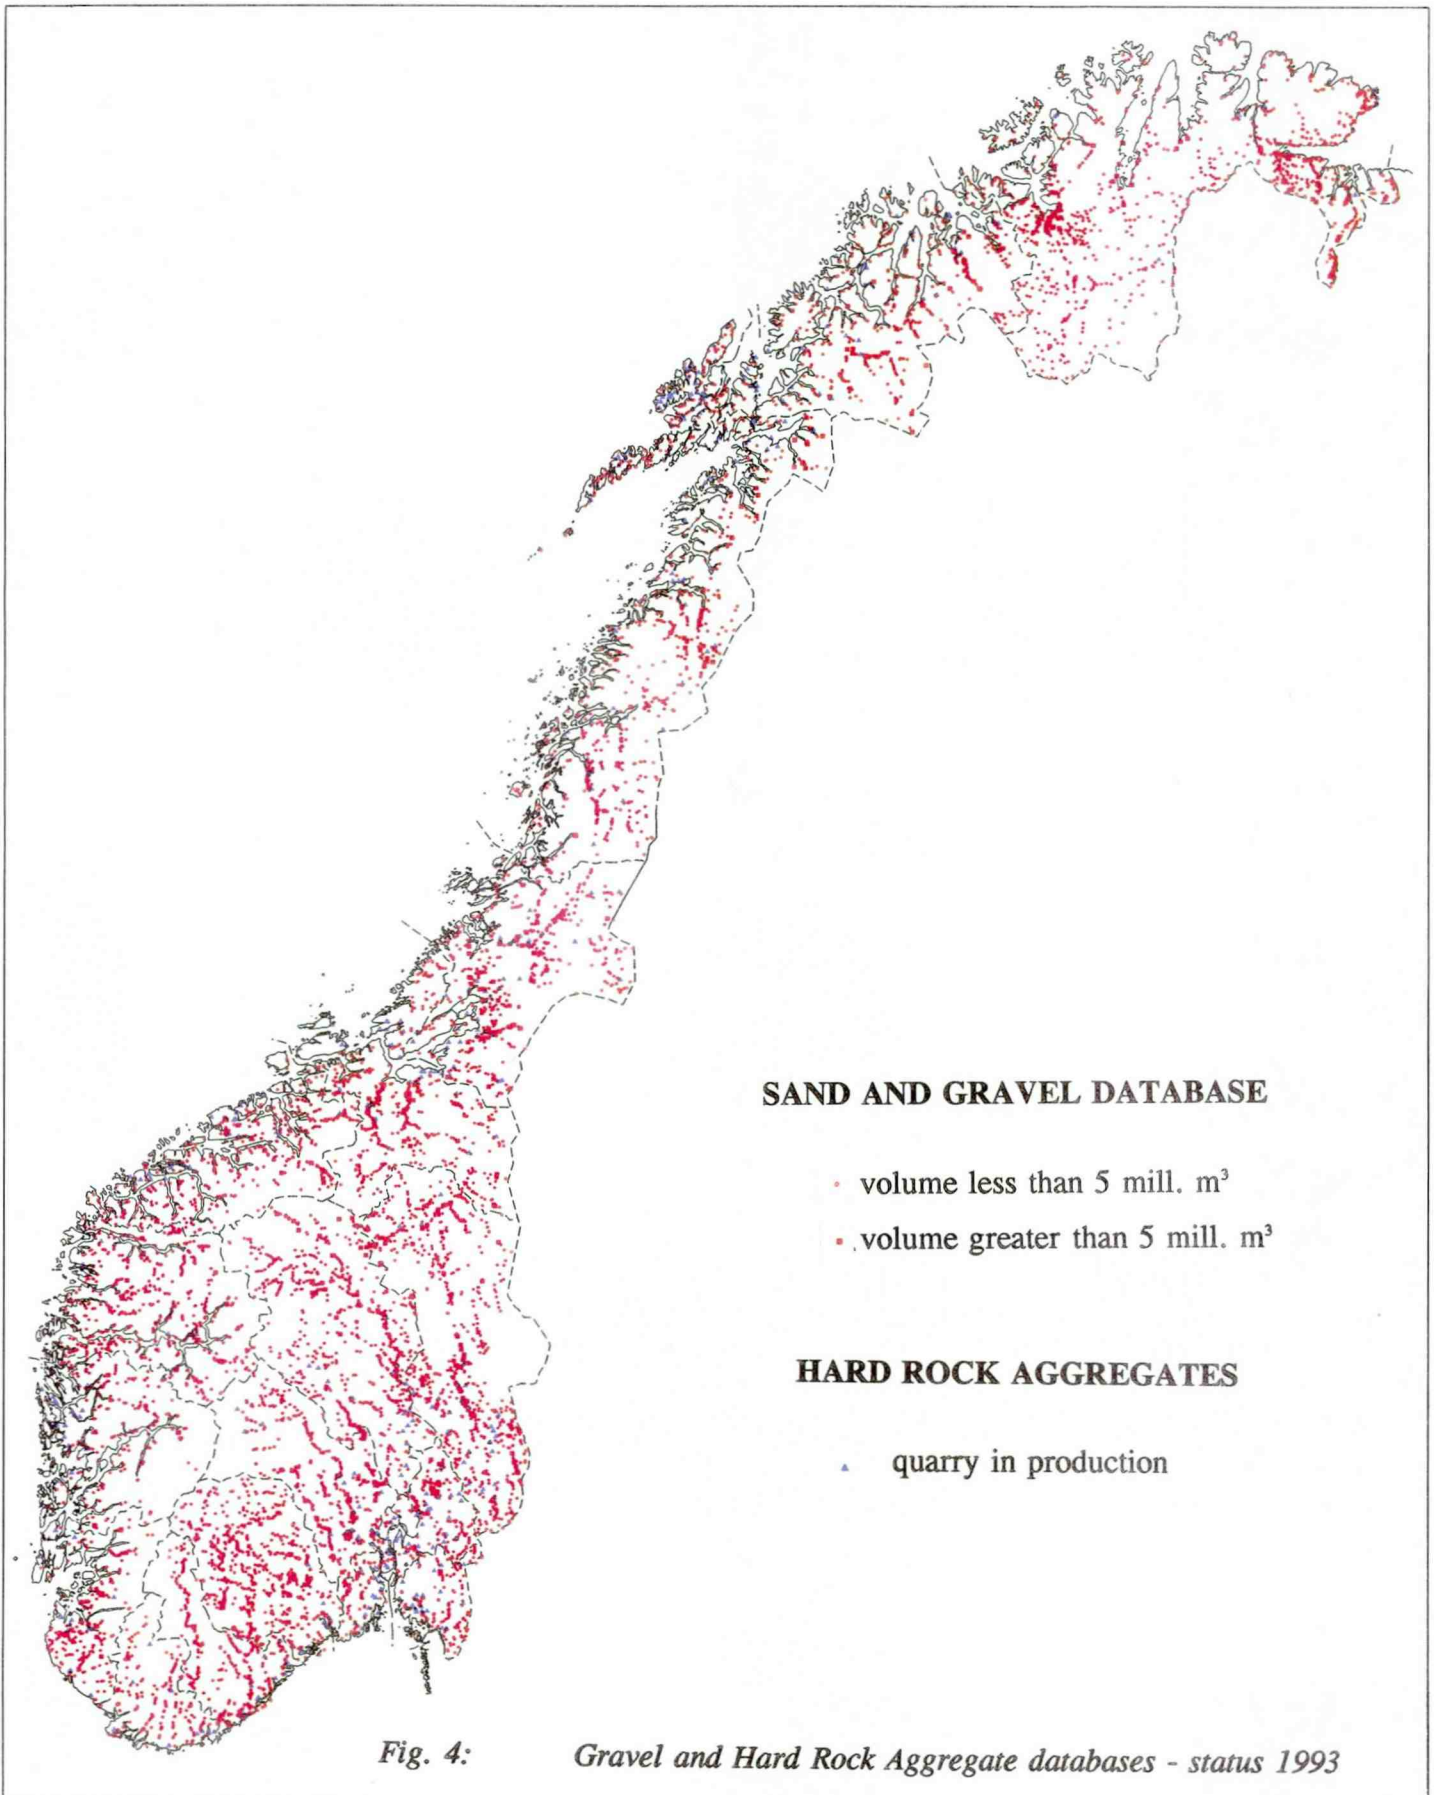 SAND AND GRAVEL DATABASE
volume less than 5 mill. m³
volume greater than 5 mill. m³
HARD ROCK AGGREGATES
quarry in production
Fig. 4: Gravel and Hard Rock Aggregate databases - status 1993